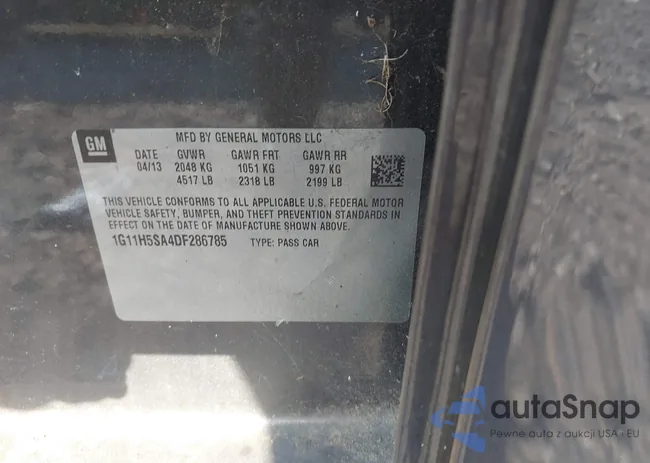 GM
MFD BY GENERAL MOTORS LLC
DATE GVWR GAWR FRT GAWR RR
04/13 2048 KG 1051 KG 997 KG
4517 LB 2318 LB 2199 LB
THIS VEHICLE CONFORMS TO ALL APPLICABLE U.S. FEDERAL MOTOR
VEHICLE SAFETY, BUMPER, AND THEFT PREVENTION STANDARDS IN
EFFECT ON THE DATE OF MANUFACTURE SHOWN ABOVE.
1G11H5SA4DF286785 TYPE: PASS CAR
autoSnap
Pewne auta z aukcji USA i EU